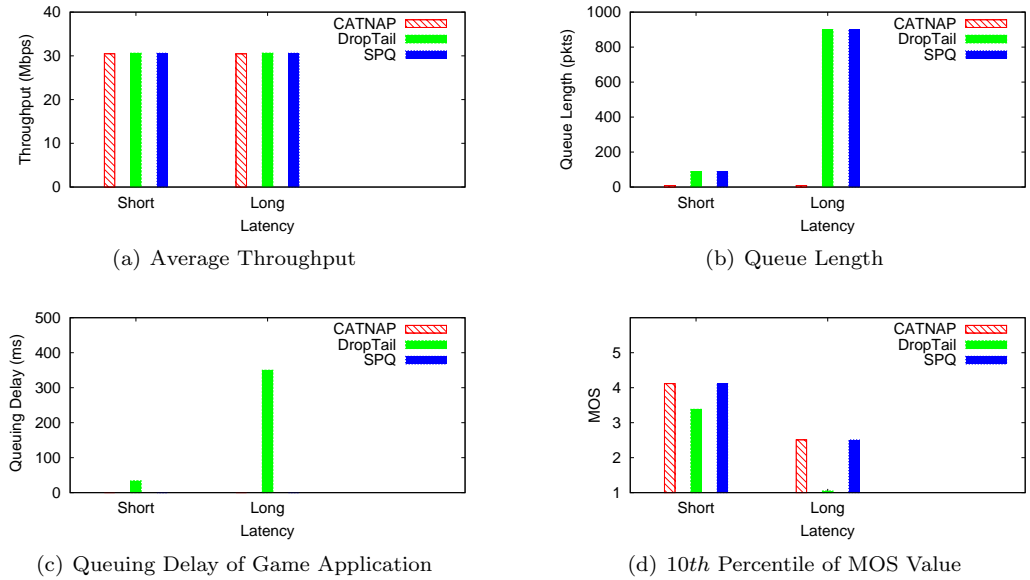 CATNAP
DropTail
SPQ
Throughput (Mbps)
40
30
20
10
0
Short
Long
Latency
(a) Average Throughput
CATNAP
DropTail
SPQ
Queue Length (pkts)
1000
800
600
400
200
0
Short
Long
Latency
(b) Queue Length
CATNAP
DropTail
SPQ
Queuing Delay (ms)
500
400
300
200
100
0
Short
Long
Latency
(c) Queuing Delay of Game Application
CATNAP
DropTail
SPQ
MOS
5
4
3
2
1
Short
Long
Latency
(d) 10th Percentile of MOS Value